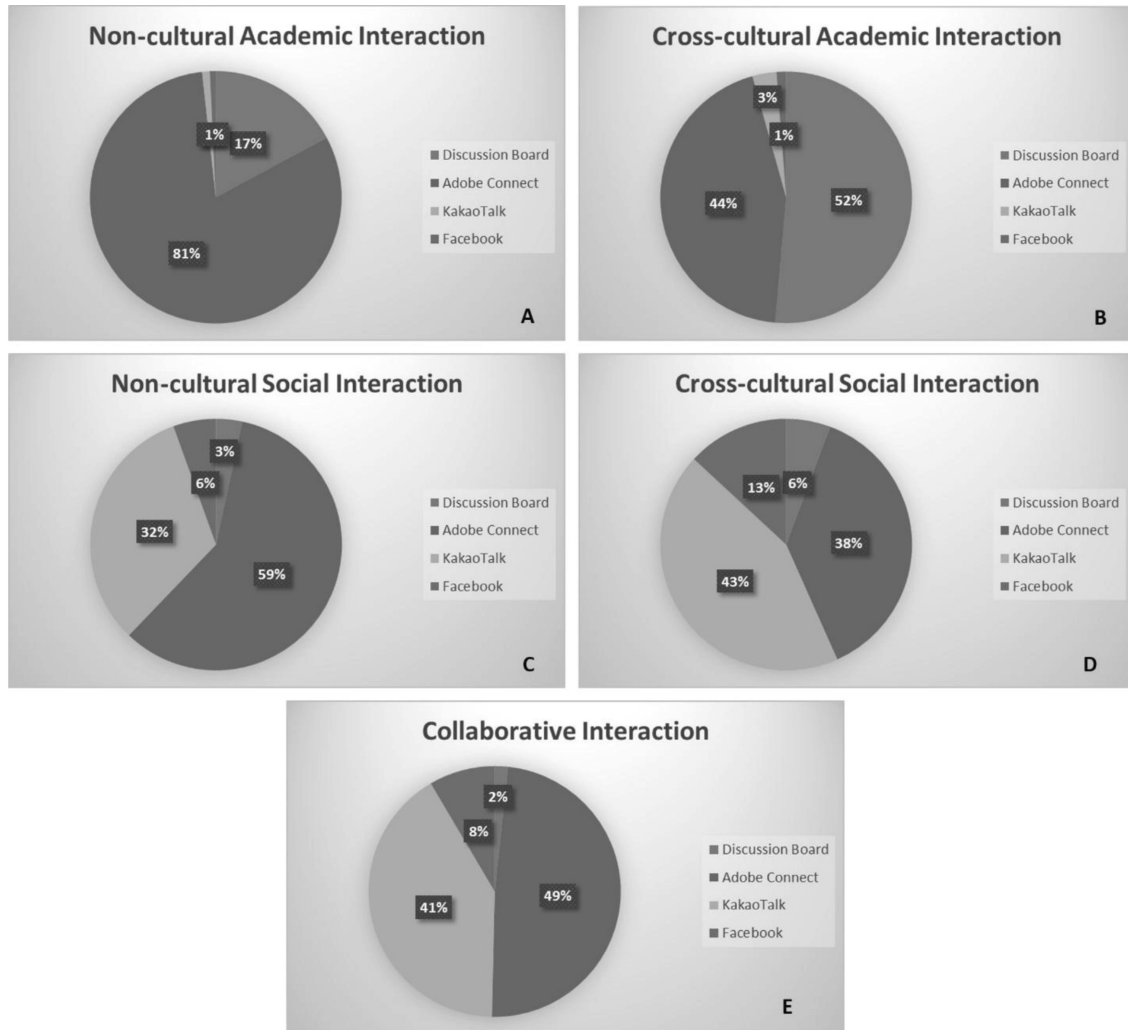 Non-cultural Academic Interaction
1%
17%
81%
Discussion Board
Adobe Connect
KakaoTalk
Facebook
A
Cross-cultural Academic Interaction
3%
1%
44%
52%
Discussion Board
Adobe Connect
KakaoTalk
Facebook
B
Non-cultural Social Interaction
3%
6%
32%
59%
Discussion Board
Adobe Connect
KakaoTalk
Facebook
C
Cross-cultural Social Interaction
13%
6%
38%
43%
Discussion Board
Adobe Connect
KakaoTalk
Facebook
D
Collaborative Interaction
2%
8%
41%
49%
Discussion Board
Adobe Connect
KakaoTalk
Facebook
E